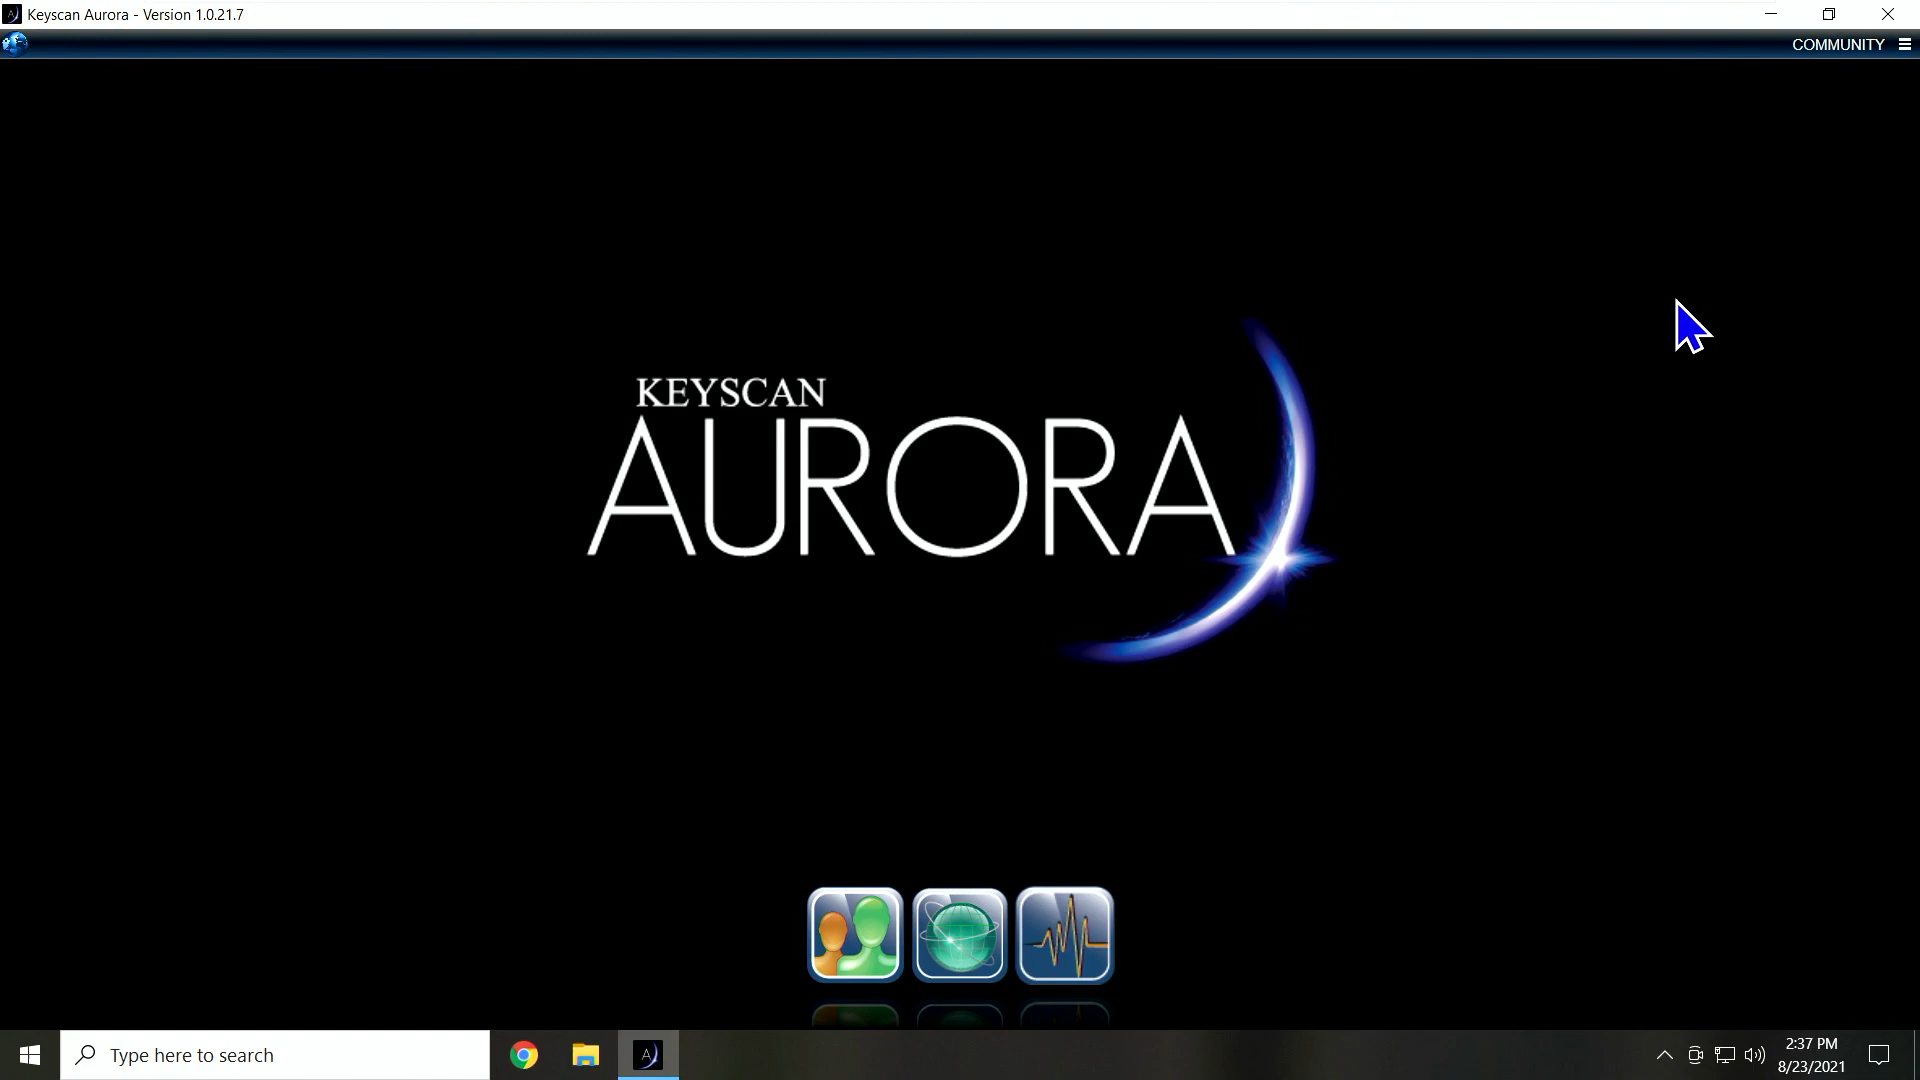 Keyscan Aurora - Version 1.0.21.7
COMMUNITY
KEYSCAN
AURORA
Type here to search
2:37 PM
8/23/2021